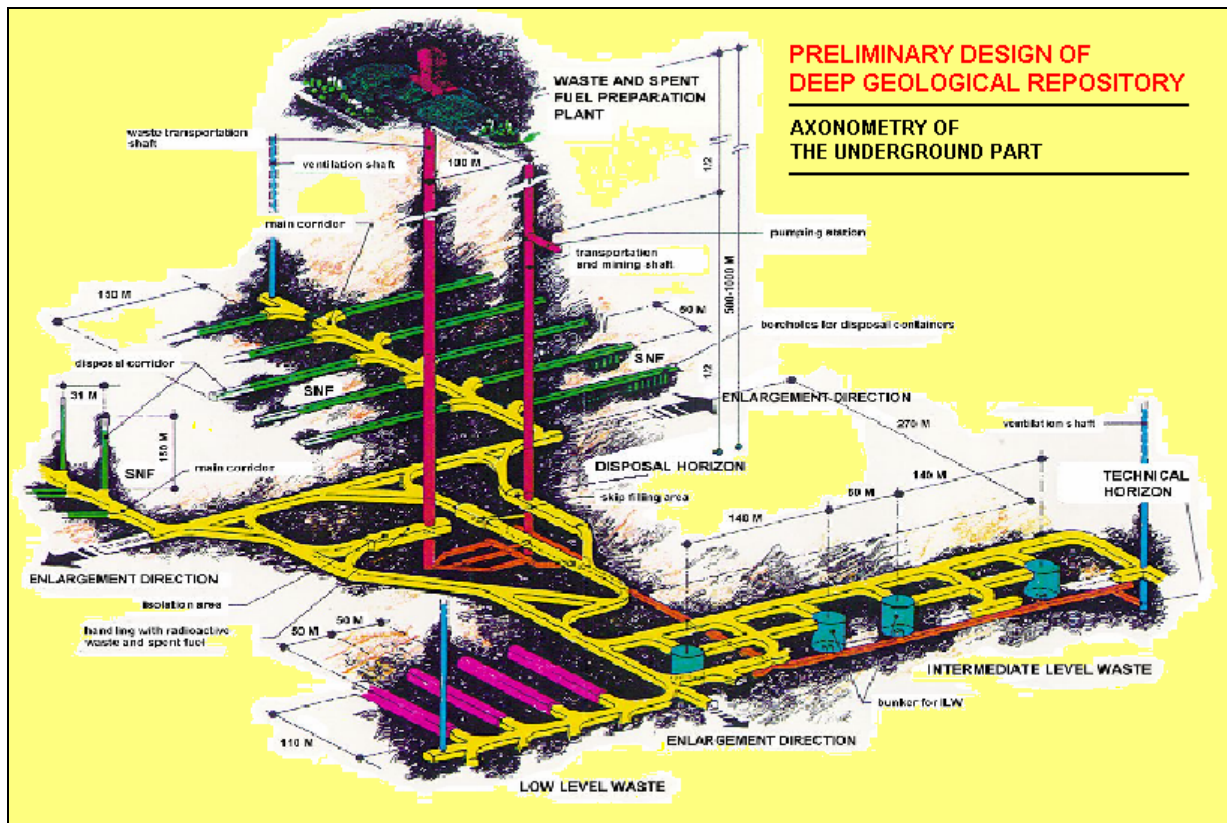 PRELIMINARY DESIGN OF
DEEP GEOLOGICAL REPOSITORY
AXONOMETRY OF
THE UNDERGROUND PART
WASTE AND SPENT
FUEL PREPARATION
PLANT
waste transportation
shaft
ventilation shaft
100 M
1/2
main corridor
pumping station
transportation
and mining shaft
500-1000 M
150 M
50 M
boreholes for disposal containers
disposal corridor
SNF
SNF
1/2
31 M
ENLARGEMENT DIRECTION
270 M
ventilation shaft
150 M
SNF
main corridor
DISPOSAL HORIZON
140 M
TECHNICAL
HORIZON
skip filling area
60 M
140 M
ENLARGEMENT DIRECTION
iisolation area
handling with radioactive
waste and spent fuel
50 M
50 M
INTERMEDIATE LEVEL WASTE
bunker for ILW
110 M
ENLARGEMENT DIRECTION
LOW LEVEL WASTE